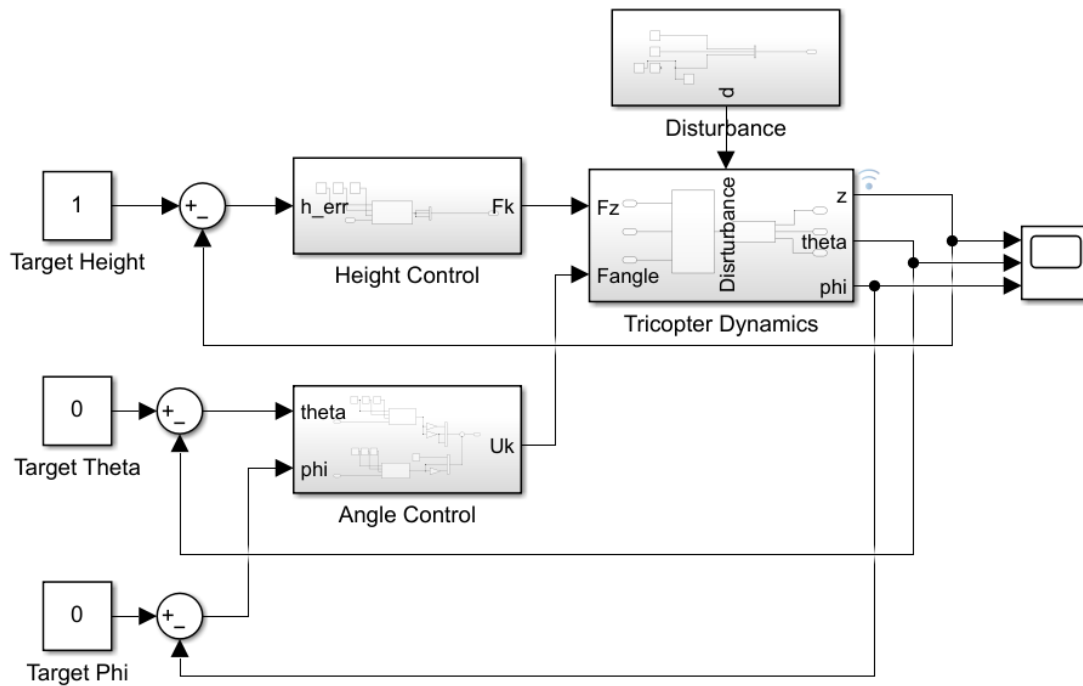 d
Disturbance
1
Target Height
+
−
h_err
Fk
Height Control
Fz
Fangle
Disrturbance
z
theta
phi
Tricopter Dynamics
0
Target Theta
+
−
theta
phi
Uk
Angle Control
0
Target Phi
+
−